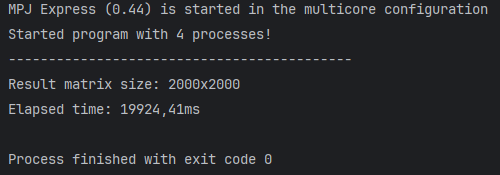 MPJ Express (0.44) is started in the multicore configuration
Started program with 4 processes!
------------------------------------------
Result matrix size: 2000x2000
Elapsed time: 19924,41ms
Process finished with exit code 0